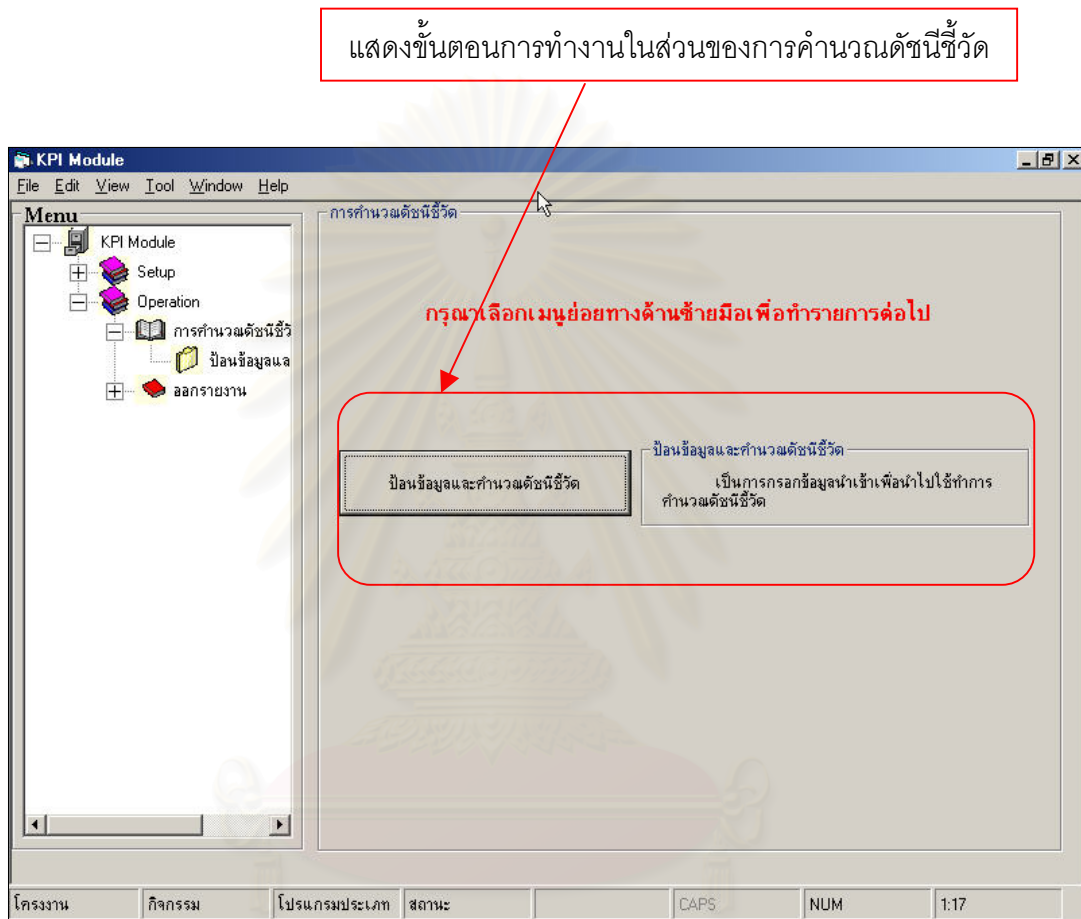 แสดงขั้นตอนการทำงานในส่วนของการคำนวณดัชนีชี้วัด
KPI Module
File Edit View Tool Window Help
Menu
KPI Module
Setup
Operation
การคำนวณดัชนีชี้ว
ป้อนข้อมูลแล
ออกรายงาน
การคำนวณดัชนีชี้วัด
กรุณาเลือกเมนูย่อยทางด้านซ้ายมือเพื่อทำรายการต่อไป
ป้อนข้อมูลและคำนวณดัชนีชี้วัด
ป้อนข้อมูลและคำนวณดัชนีชี้วัด
เป็นการกรอกข้อมูลนำเข้าเพื่อนำไปใช้ทำการ
คำนวณดัชนีชี้วัด
โครงงาน กิจกรรม โปรแกรมประเภท สถานะ CAPS NUM 1:17